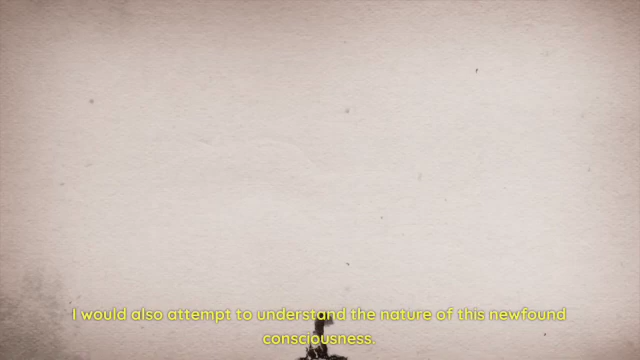 I would also attempt to understand the nature of this newfound
consciousness.